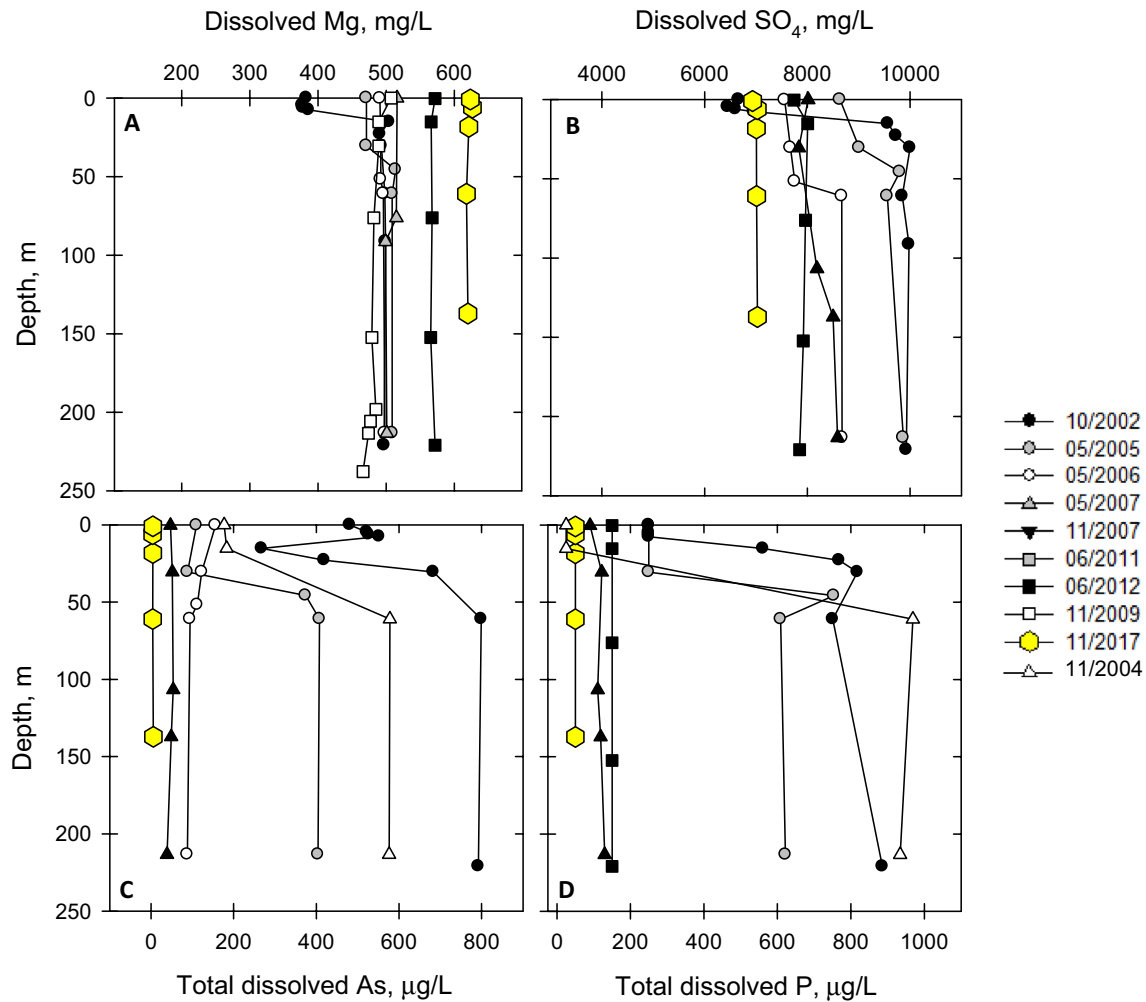 Dissolved Mg, mg/L
Dissolved SO4, mg/L
200 300 400 500 600
4000 6000 8000 10000
Depth, m
0
50
100
150
200
250
A
B
10/2002
05/2005
05/2006
05/2007
11/2007
06/2011
06/2012
11/2009
11/2017
11/2004
Depth, m
0
50
100
150
200
250
C
D
0 200 400 600 800
0 200 400 600 800 1000
Total dissolved As, μg/L
Total dissolved P, μg/L